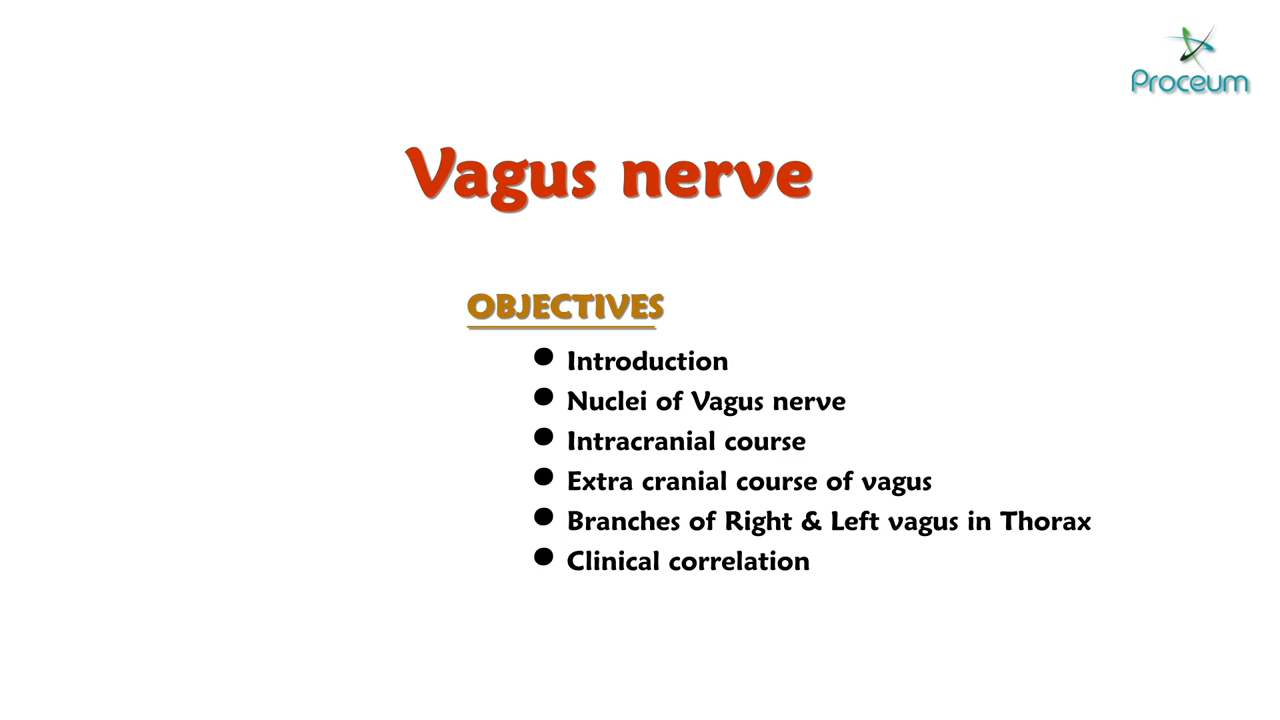 Proceum
Vagus nerve
OBJECTIVES
● Introduction
● Nuclei of Vagus nerve
● Intracranial course
● Extra cranial course of vagus
● Branches of Right & Left vagus in Thorax
● Clinical correlation